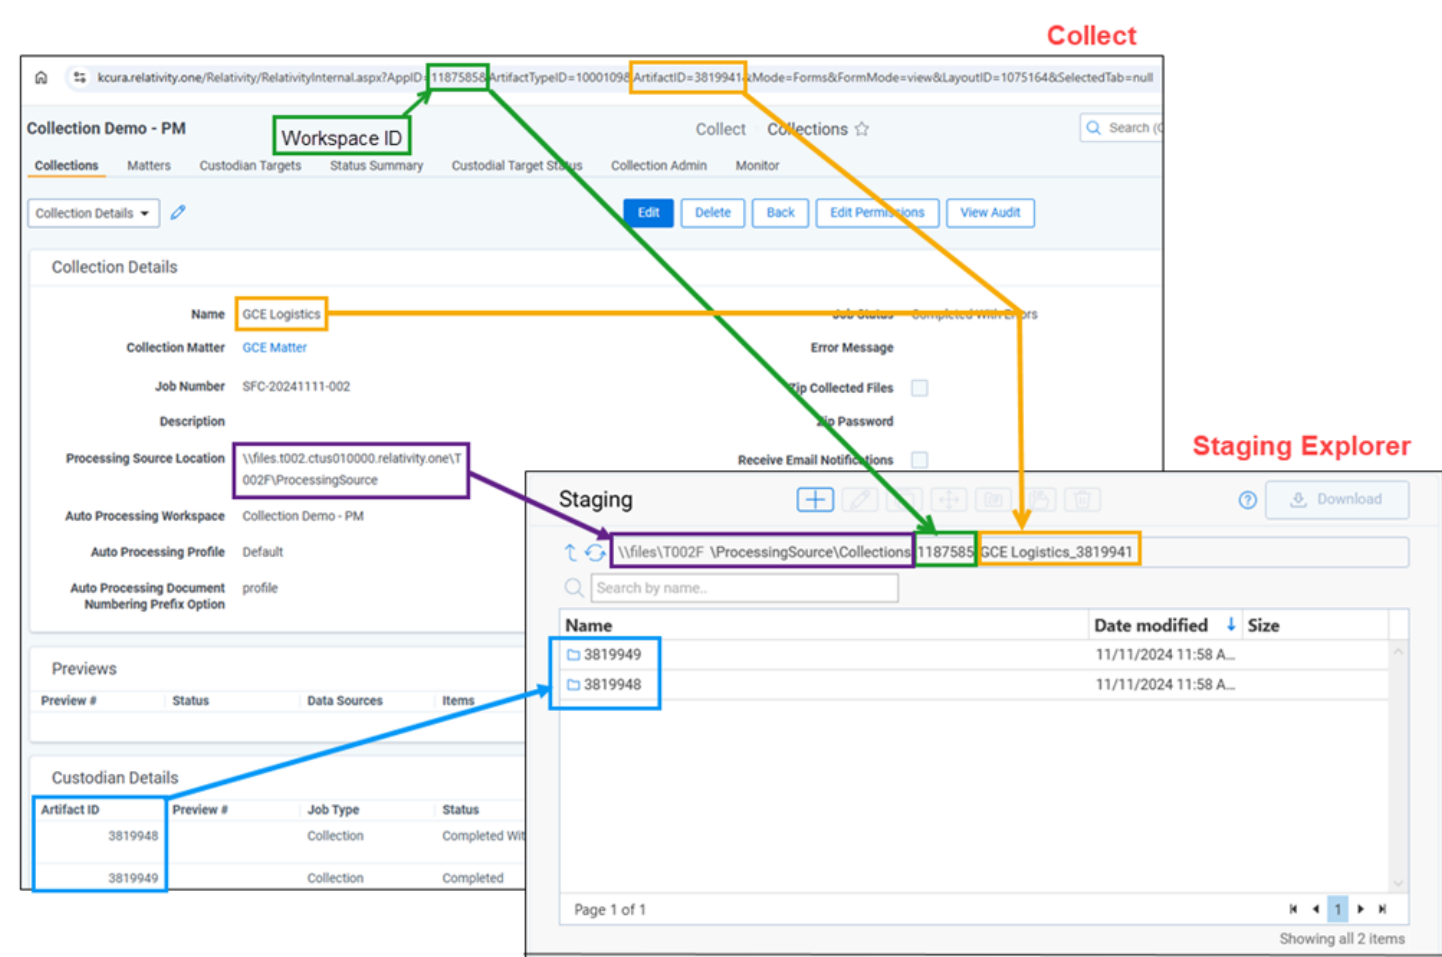 Collect
kcura.relativity.one/Relativity/RelativityInternal.aspx?AppID=11875858&ArtifactTypeID=10001098&ArtifactID=3819941&Mode=Forms&FormMode=view&LayoutID=1075164&SelectedTab=null
Collection Demo - PM
Workspace ID
Collect Collections
Search (
Collections Matters Custodian Targets Status Summary Custodial Target Status Collection Admin Monitor
Collection Details
Edit Delete Back Edit Permissions View Audit
Collection Details
Name GCE Logistics Job Status Completed With Errors
Collection Matter GCE Matter Error Message
Job Number SFC-20241111-002 Zip Collected Files
Description Zip Password
Processing Source Location \\files.t002.ctus010000.relativity.one\T
002F\ProcessingSource
Receive Email Notifications
Auto Processing Workspace Collection Demo - PM
Auto Processing Profile Default
Auto Processing Document profile
Numbering Prefix Option
Previews
Preview # Status Data Sources Items
Custodian Details
Artifact ID Preview # Job Type Status
3819948 Collection Completed Wit
3819949 Collection Completed
Staging Explorer
Staging
Download
\\files\T002F \ProcessingSource\Collections 1187585 GCE Logistics_3819941
Search by name..
Name Date modified Size
3819949 11/11/2024 11:58 A...
3819948 11/11/2024 11:58 A...
Page 1 of 1
1
Showing all 2 items